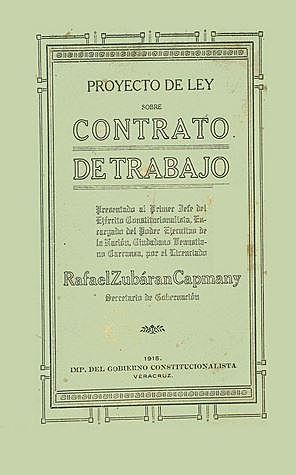 PROYECTO DE LEY
SOBRE
CONTRATO
DE TRABAJO
Presentado al Primer Jefe del
Ejército Constitucionalista, En-
cargado del Poder Ejecutivo de
la Nación, Ciudadano Venustia-
no Carranza, por el Licenciado
Rafael Zubáran Capmany
Secretario de Gobernación
1915.
IMP. DEL GOBIERNO CONSTITUCIONALISTA
VERACRUZ.